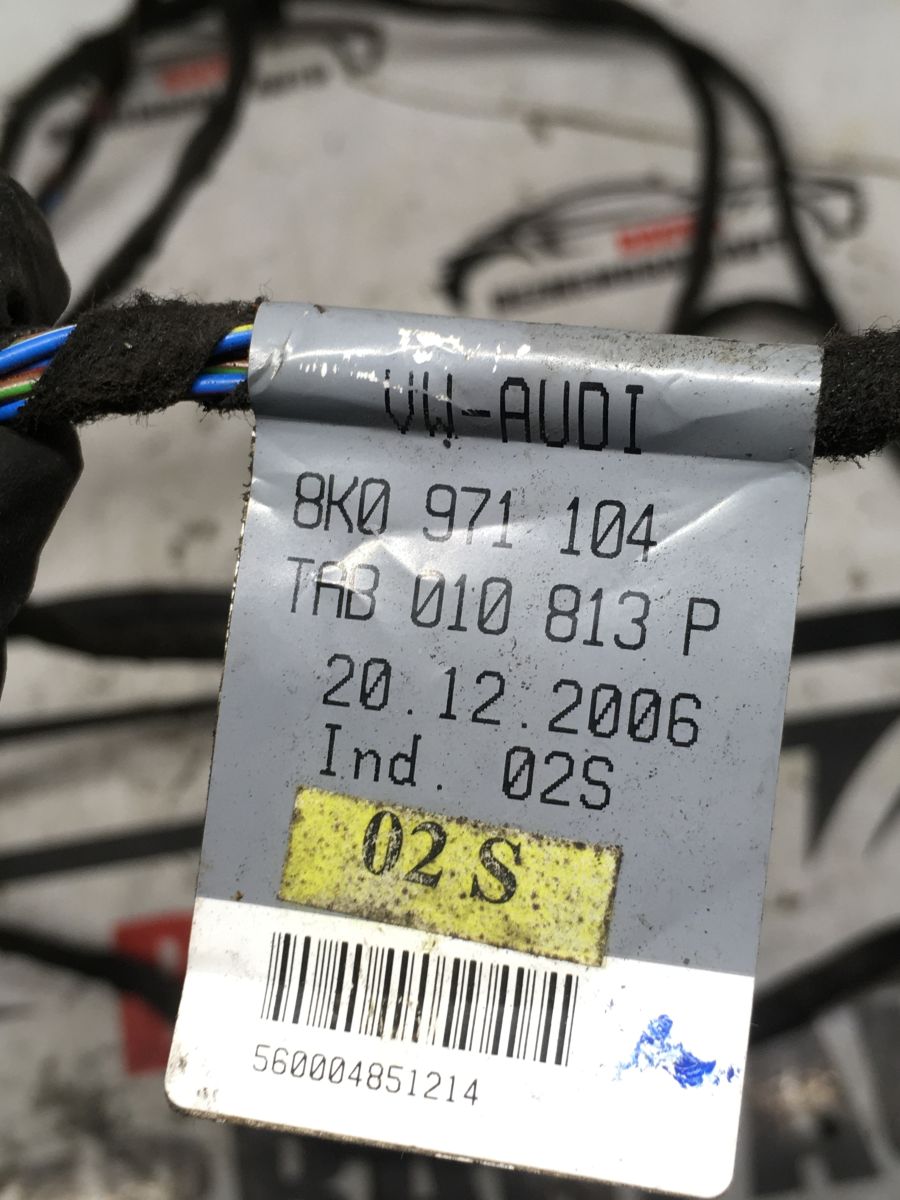 VW-AUDI
8K0 971 104
TAB 010 813 P
20.12.2006
Ind. 02S
02 S
560004851214